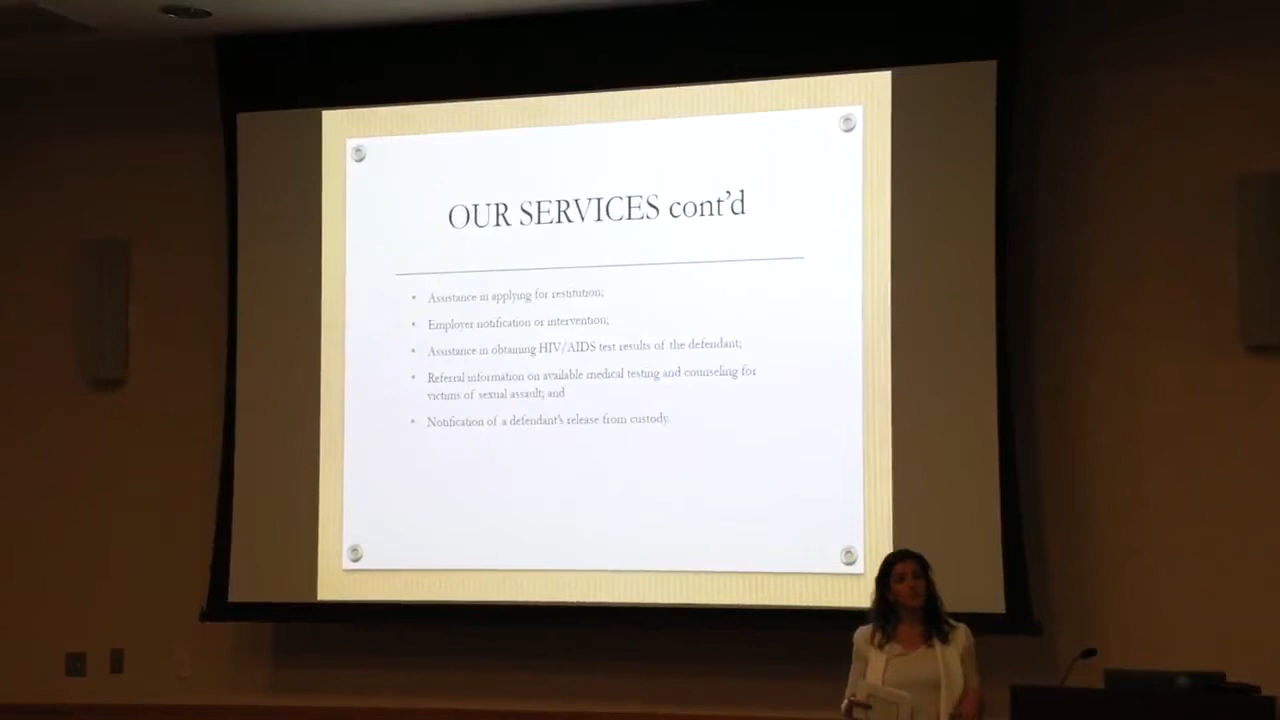 OUR SERVICES cont'd
• Assistance in applying for restitution;
• Employer notification or intervention;
• Assistance in obtaining HIV/AIDS test results of the defendant;
• Referral information on available medical testing and counseling for
victims of sexual assault; and
• Notification of a defendant's release from custody.